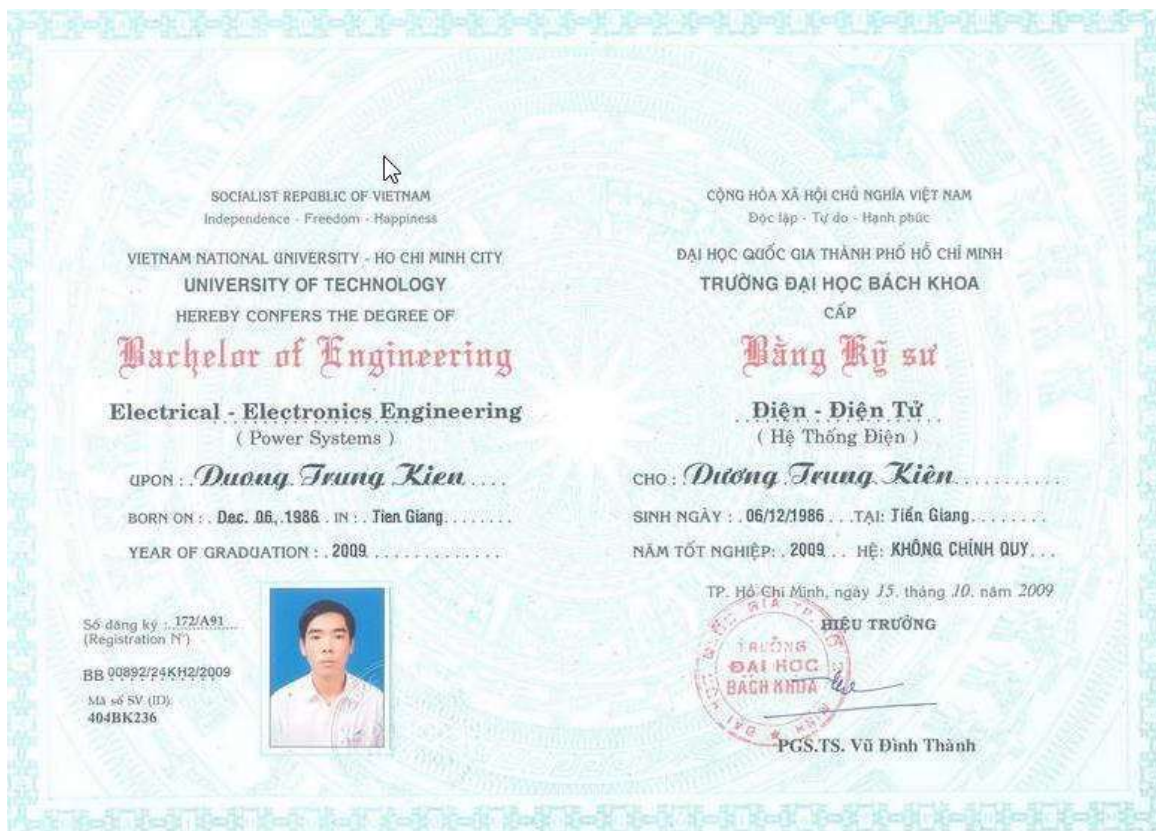 SOCIALIST REPUBLIC OF VIETNAM
Independence - Freedom - Happiness
VIETNAM NATIONAL UNIVERSITY - HO CHI MINH CITY
UNIVERSITY OF TECHNOLOGY
HEREBY CONFERS THE DEGREE OF
Bachelor of Engineering
Electrical - Electronics Engineering
( Power Systems )
UPON : Duong Trung Kien
BORN ON : Dec. 06, 1986 IN : Tien Giang
YEAR OF GRADUATION : 2009
Số đăng ký : 172/A91
(Registration N°)
BB 00892/24KH2/2009
Mã số SV (ID):
404BK236
CỘNG HÒA XÃ HỘI CHỦ NGHĨA VIỆT NAM
Độc lập - Tự do - Hạnh phúc
ĐẠI HỌC QUỐC GIA THÀNH PHỐ HỒ CHÍ MINH
TRƯỜNG ĐẠI HỌC BÁCH KHOA
CẤP
Bằng Kỹ sư
Điện - Điện Tử
( Hệ Thống Điện )
CHO : Dương Trung Kiên
SINH NGÀY : 06/12/1986 TẠI: Tiền Giang
NĂM TỐT NGHIỆP: 2009 HỆ: KHÔNG CHÍNH QUY
TP. Hồ Chí Minh, ngày 15 tháng 10 năm 2009
HIỆU TRƯỞNG
TRƯỜNG
ĐẠI HỌC
BÁCH KHOA
PGS.TS. Vũ Đình Thành